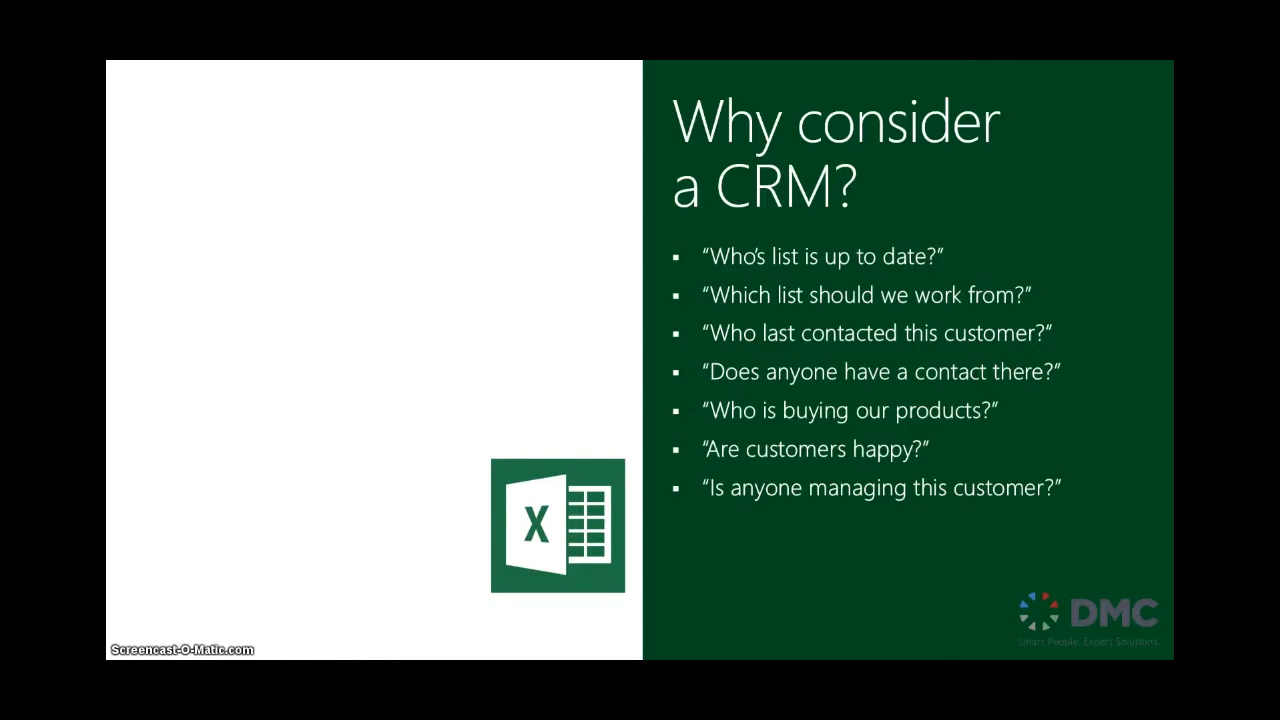 Why consider
a CRM?
▪ “Who’s list is up to date?”
▪ “Which list should we work from?”
▪ “Who last contacted this customer?”
▪ “Does anyone have a contact there?”
▪ “Who is buying our products?”
▪ “Are customers happy?”
▪ “Is anyone managing this customer?”
X
DMC
Smart People. Expert Solutions.
Screencast-O-Matic.com